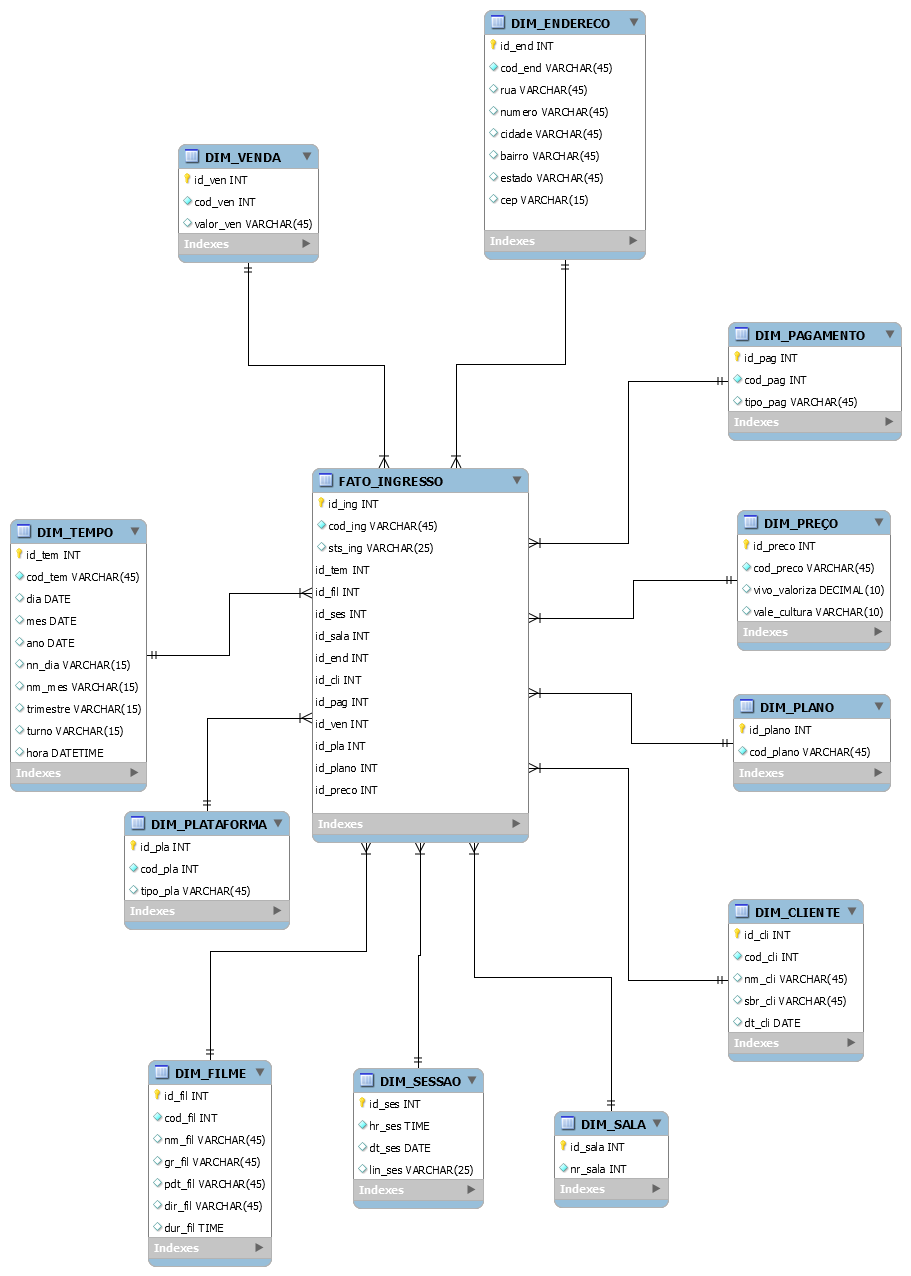 DIM_ENDERECO
id_end INT
cod_end VARCHAR(45)
rua VARCHAR(45)
numero VARCHAR(45)
cidade VARCHAR(45)
bairro VARCHAR(45)
estado VARCHAR(45)
cep VARCHAR(15)
Indexes
DIM_VENDA
id_ven INT
cod_ven INT
valor_ven VARCHAR(45)
Indexes
DIM_PAGAMENTO
id_pag INT
cod_pag INT
tipo_pag VARCHAR(45)
Indexes
FATO_INGRESSO
id_ing INT
cod_ing VARCHAR(45)
sts_ing VARCHAR(25)
id_tem INT
id_fil INT
id_ses INT
id_sala INT
id_end INT
id_cli INT
id_pag INT
id_ven INT
id_pla INT
id_plano INT
id_preco INT
Indexes
DIM_TEMPO
id_tem INT
cod_tem VARCHAR(45)
dia DATE
mes DATE
ano DATE
nn_dia VARCHAR(15)
nm_mes VARCHAR(15)
trimestre VARCHAR(15)
turno VARCHAR(15)
hora DATETIME
Indexes
DIM_PREÇO
id_preco INT
cod_preco VARCHAR(45)
vivo_valoriza DECIMAL(10)
vale_cultura VARCHAR(10)
Indexes
DIM_PLANO
id_plano INT
cod_plano VARCHAR(45)
Indexes
DIM_PLATAFORMA
id_pla INT
cod_pla INT
tipo_pla VARCHAR(45)
Indexes
DIM_CLIENTE
id_cli INT
cod_cli INT
nm_cli VARCHAR(45)
sbr_cli VARCHAR(45)
dt_cli DATE
Indexes
DIM_FILME
id_fil INT
cod_fil INT
nm_fil VARCHAR(45)
gr_fil VARCHAR(45)
pdt_fil VARCHAR(45)
dir_fil VARCHAR(45)
dur_fil TIME
Indexes
DIM_SESSAO
id_ses INT
hr_ses TIME
dt_ses DATE
lin_ses VARCHAR(25)
Indexes
DIM_SALA
id_sala INT
nr_sala INT
Indexes